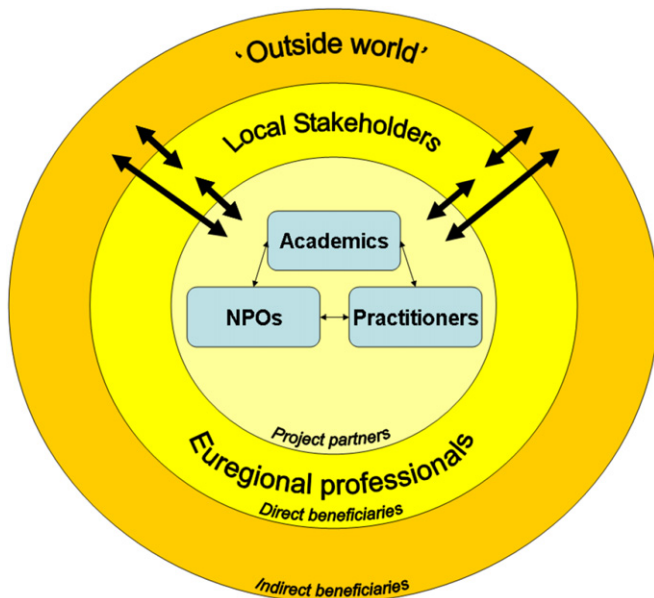 'Outside world'
Local Stakeholders
Academics
NPOs
Practitioners
Project partners
Euregional professionals
Direct beneficiaries
Indirect beneficiaries